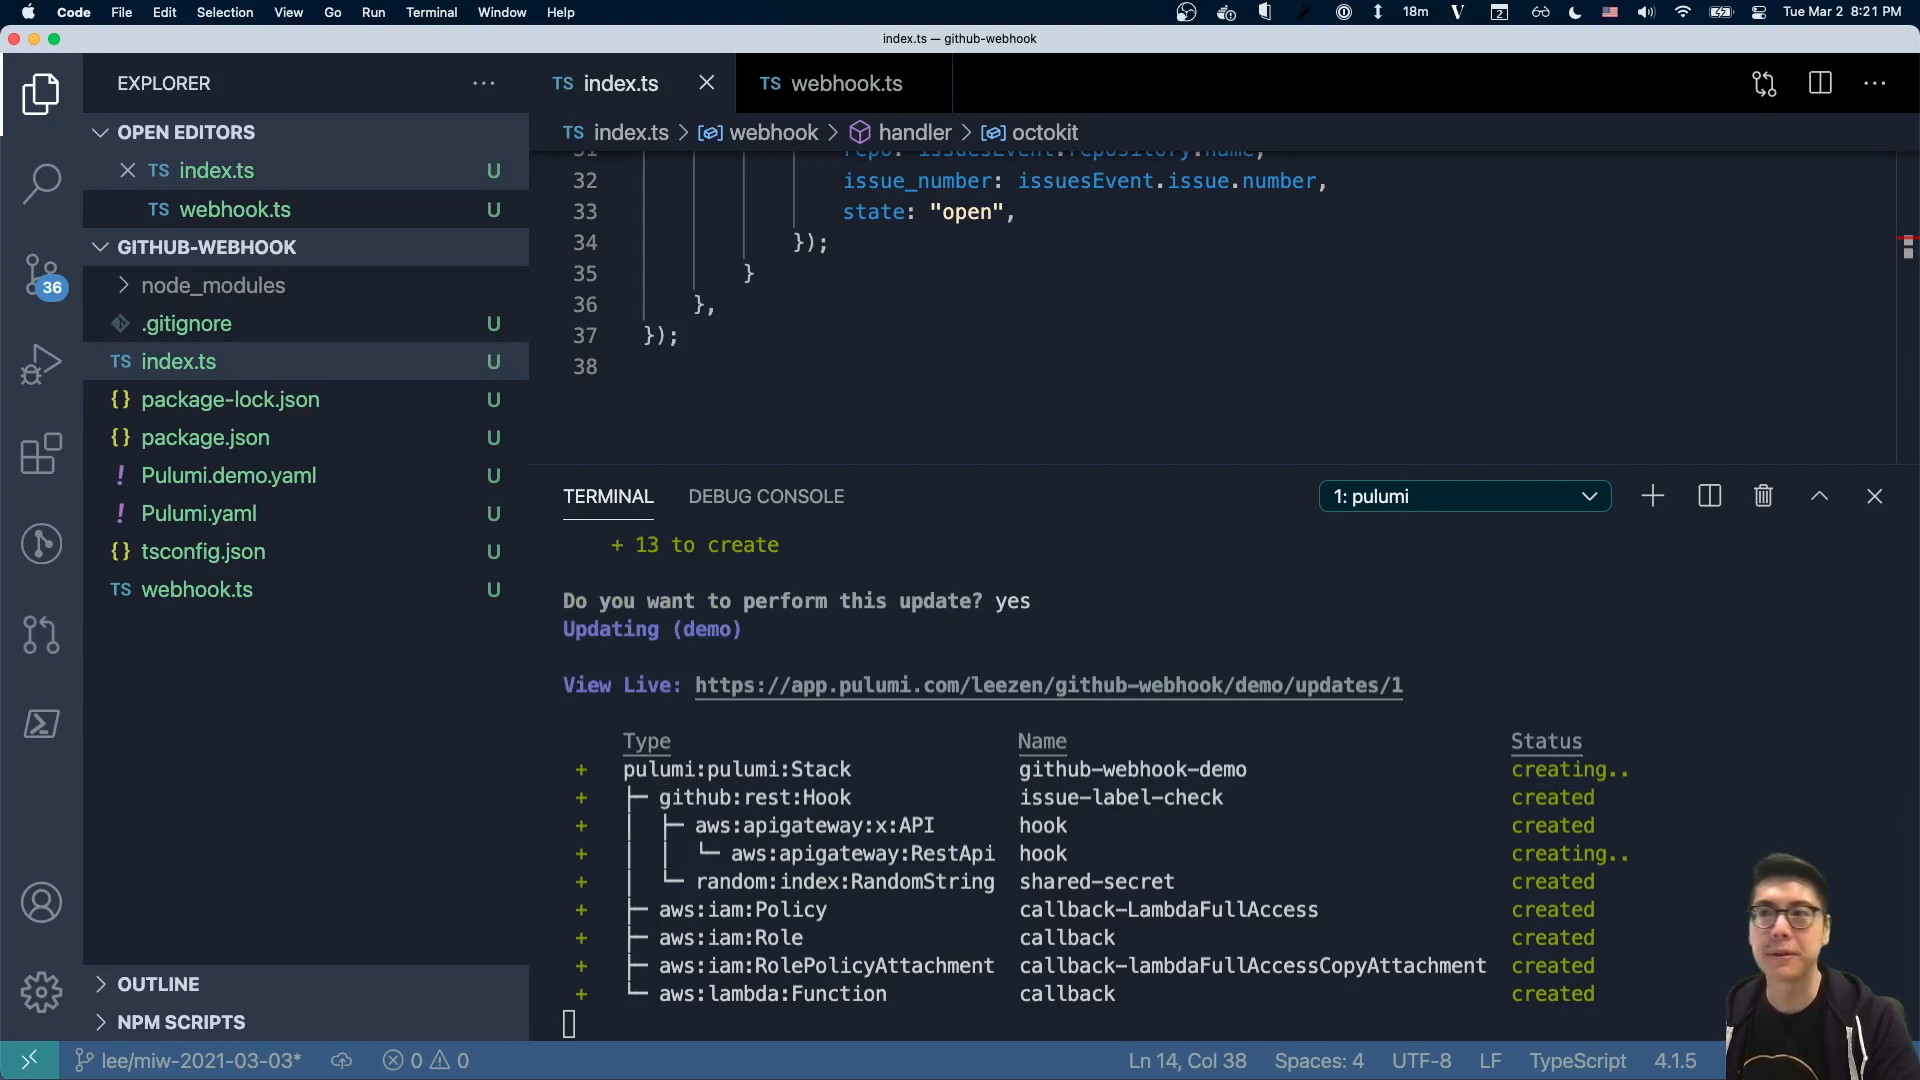 Code File Edit Selection View Go Run Terminal Window Help 18m Tue Mar 2 8:21 PM
index.ts — github-webhook
EXPLORER
OPEN EDITORS
TS index.ts U
TS webhook.ts U
GITHUB-WEBHOOK
node_modules
.gitignore U
TS index.ts U
{} package-lock.json U
{} package.json U
! Pulumi.demo.yaml U
! Pulumi.yaml U
{} tsconfig.json U
TS webhook.ts U
OUTLINE
NPM SCRIPTS
36
TS index.ts
TS webhook.ts
TS index.ts > webhook > handler > octokit
31 repo: issuesEvent.repository.name,
32 issue_number: issuesEvent.issue.number,
33 state: "open",
34 });
35 }
36 },
37 });
38
TERMINAL DEBUG CONSOLE 1: pulumi
+ 13 to create
Do you want to perform this update? yes
Updating (demo)
View Live: https://app.pulumi.com/leezen/github-webhook/demo/updates/1
Type Name Status
+ pulumi:pulumi:Stack github-webhook-demo creating..
+ ├─ github:rest:Hook issue-label-check created
+ │ ├─ aws:apigateway:x:API hook created
+ │ │ └─ aws:apigateway:RestApi hook creating..
+ │ └─ random:index:RandomString shared-secret created
+ ├─ aws:iam:Policy callback-LambdaFullAccess created
+ ├─ aws:iam:Role callback created
+ ├─ aws:iam:RolePolicyAttachment callback-lambdaFullAccessCopyAttachment created
+ └─ aws:lambda:Function callback created
lee/miw-2021-03-03* 0 0 Ln 14, Col 38 Spaces: 4 UTF-8 LF TypeScript 4.1.5